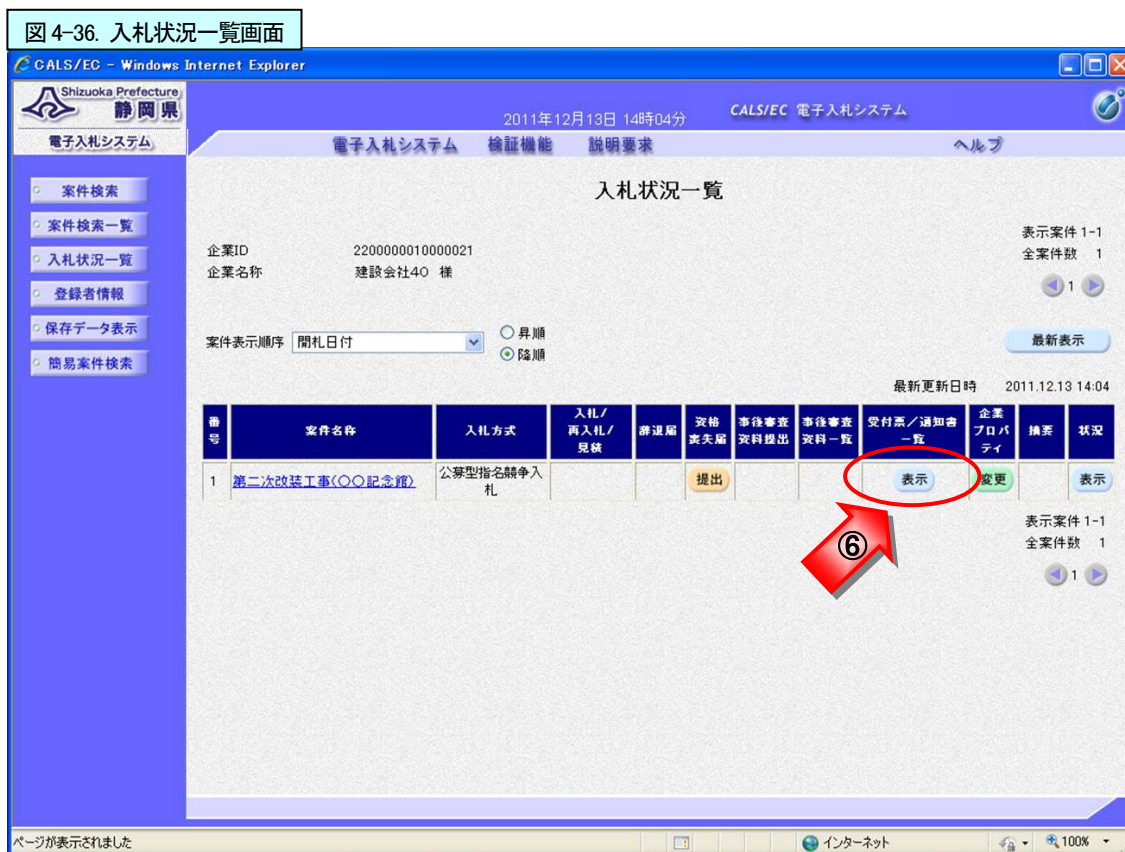 図 4-36. 入札状況一覧画面
CALS/EC - Windows Internet Explorer
Shizuoka Prefecture
静岡県
電子入札システム
2011年12月13日 14時04分
CALS/EC 電子入札システム
電子入札システム 検証機能 説明要求 ヘルプ
案件検索
案件検索一覧
入札状況一覧
登録者情報
保存データ表示
簡易案件検索
入札状況一覧
表示案件 1-1
全案件数 1
1
企業ID 2200000010000021
企業名称 建設会社40 様
案件表示順序 開札日付
昇順
降順
最新表示
最新更新日時 2011.12.13 14:04
番号 案件名称 入札方式 入札/再入札/見積 辞退届 資格喪失届 事後審査資料提出 事後審査資料一覧 受付票/通知書一覧 企業プロパティ 摘要 状況
1 第二次改装工事(〇〇記念館) 公募型指名競争入札 提出 表示 変更 表示
表示案件 1-1
全案件数 1
1
⑥
ページが表示されました
インターネット
100%